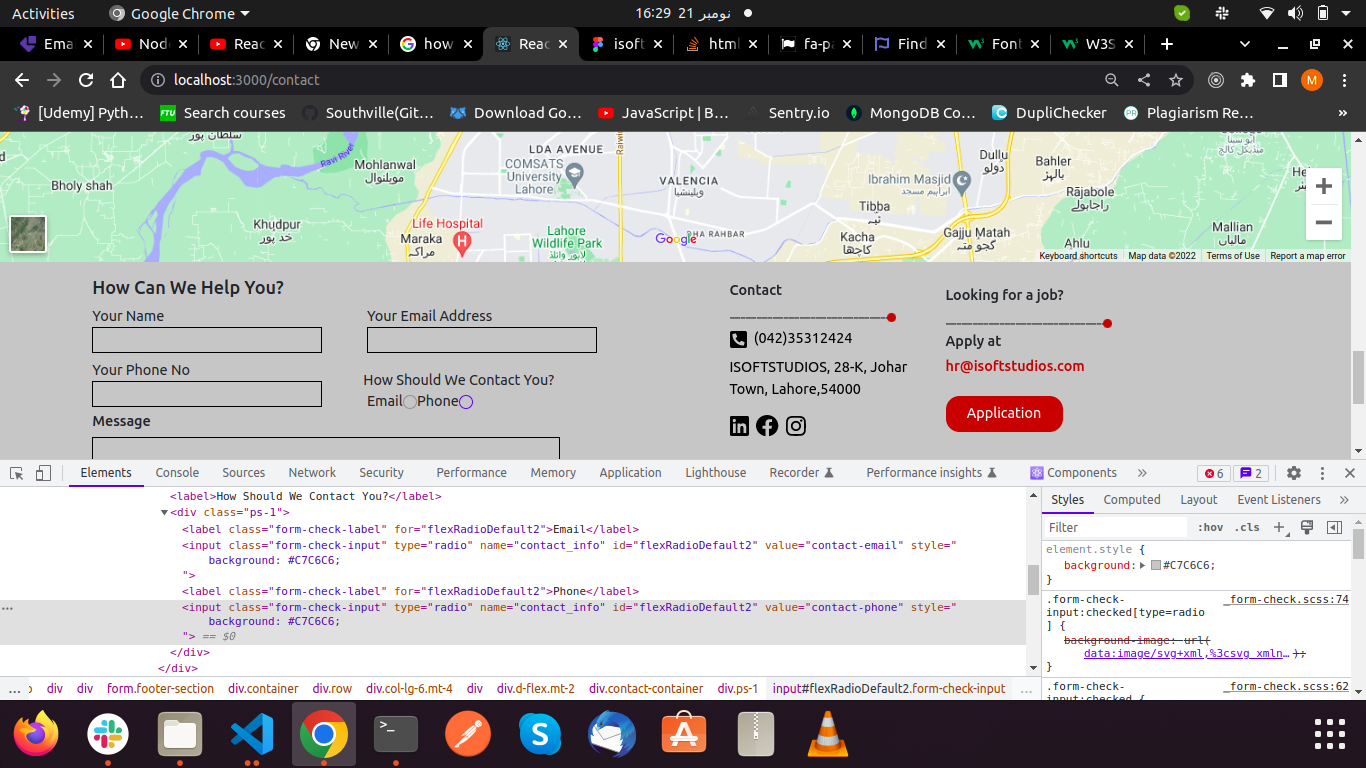 Activities
Google Chrome
16:29 21 نومبر
Ema
Node
Reac
New
how
Reac
isoft
html
fa-pa
Find
Font
W3S
localhost:3000/contact
[Udemy] Pyth…
FTU
Search courses
Southville(Git…
Download Go…
JavaScript | B…
Sentry.io
MongoDB Co…
DupliChecker
PR
Plagiarism Re…
»
M
سلطان پور
Ravi River
Bholy shah
Mohlanwal
موہلنوال
LDA AVENUE
COMSATS
University
Lahore
Raiwi
VALENCIA
ویلینشیا
Ibrahim Masjid
ابراہیم مسجد
Dullu
دولو
Bahler
بالہڑ
Rājabole
راجابولے
Khudpur
خد پور
Life Hospital
H
Maraka
مراکہ
Lahore
Wildlife Park
Google
DHA RAHBAR
Tibba
ٹبہ
Kacha
کاچھا
Gajju Matah
گجو متہ
Ahlu
Mallian
مالیاں
Keyboard shortcuts
Map data ©2022
Terms of Use
Report a map error
How Can We Help You?
Your Name
Your Email Address
Your Phone No
How Should We Contact You?
Email
Phone
Message
Contact
(042)35312424
ISOFTSTUDIOS, 28-K, Johar
Town, Lahore,54000
Looking for a job?
Apply at
hr@isoftstudios.com
Application
Elements
Console
Sources
Network
Security
Performance
Memory
Application
Lighthouse
Recorder
Performance insights
Components
»
6
2
<label>How Should We Contact You?</label>
<div class="ps-1">
<label class="form-check-label" for="flexRadioDefault2">Email</label>
<input class="form-check-input" type="radio" name="contact_info" id="flexRadioDefault2" value="contact-email" style="
background: #C7C6C6;
">
<label class="form-check-label" for="flexRadioDefault2">Phone</label>
<input class="form-check-input" type="radio" name="contact_info" id="flexRadioDefault2" value="contact-phone" style="
background: #C7C6C6;
"> == $0
</div>
</div>
Styles
Computed
Layout
Event Listeners
»
Filter
:hov
.cls
element.style {
background: #C7C6C6;
}
.form-check-
_form-check.scss:74
input:checked[type=radio
] {
background-image: url(
data:image/svg+xml,%3csvg xmln… );
}
.form-check-
_form-check.scss:62
input:checked {
…
div
div
form.footer-section
div.container
div.row
div.col-lg-6.mt-4
div
div.d-flex.mt-2
div.contact-container
div.ps-1
input#flexRadioDefault2.form-check-input
…